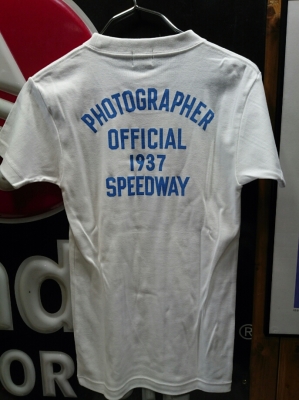 PHOTOGRAPHER
OFFICIAL
1937
SPEEDWAY